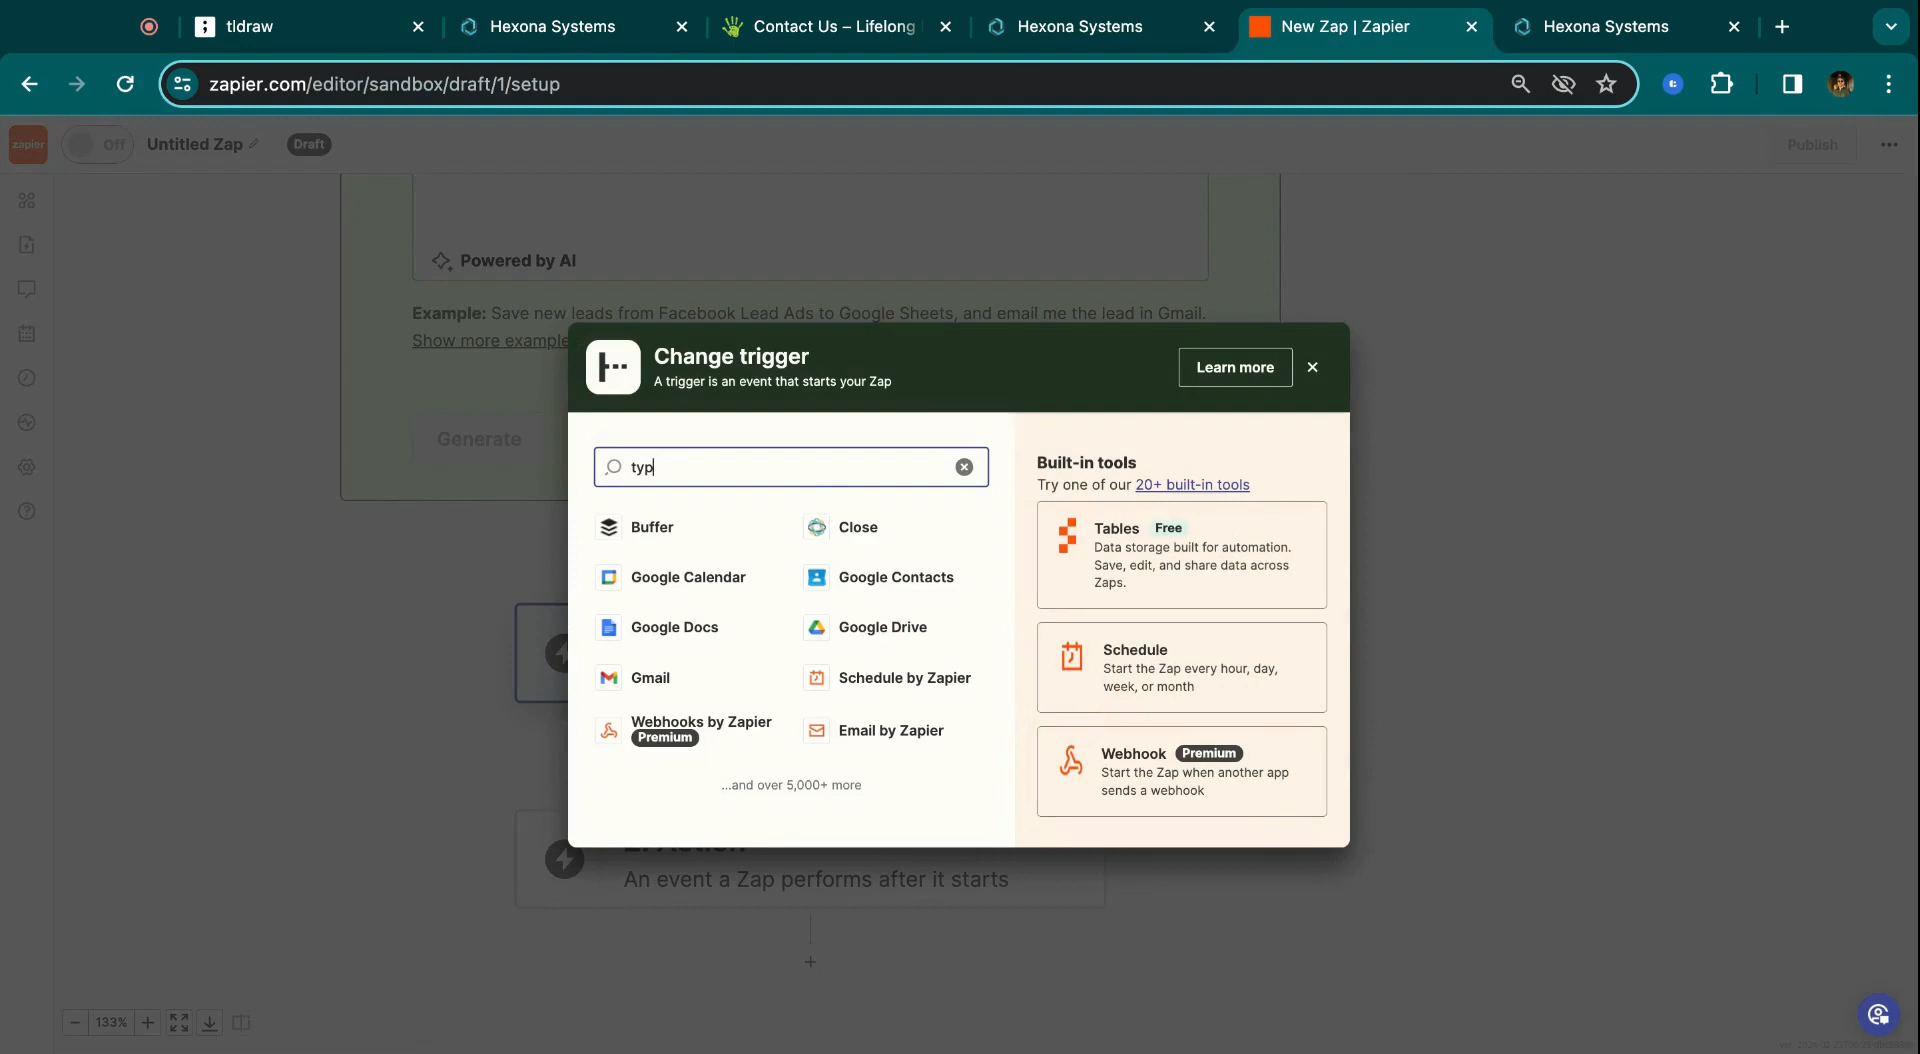 tldraw
Hexona Systems
Contact Us – Lifelong
Hexona Systems
New Zap | Zapier
Hexona Systems
zapier.com/editor/sandbox/draft/1/setup
zapier
Off
Untitled Zap
Draft
Publish
Powered by AI
Example: Save new leads from Facebook Lead Ads to Google Sheets, and email me the lead in Gmail.
Show more example
Change trigger
A trigger is an event that starts your Zap
Learn more
Generate
typ
Buffer
Close
Google Calendar
Google Contacts
Google Docs
Google Drive
Gmail
Schedule by Zapier
Webhooks by Zapier
Premium
Email by Zapier
...and over 5,000+ more
Built-in tools
Try one of our 20+ built-in tools
Tables Free
Data storage built for automation.
Save, edit, and share data across
Zaps.
Schedule
Start the Zap every hour, day,
week, or month
Webhook Premium
Start the Zap when another app
sends a webhook
2. Action
An event a Zap performs after it starts
133%